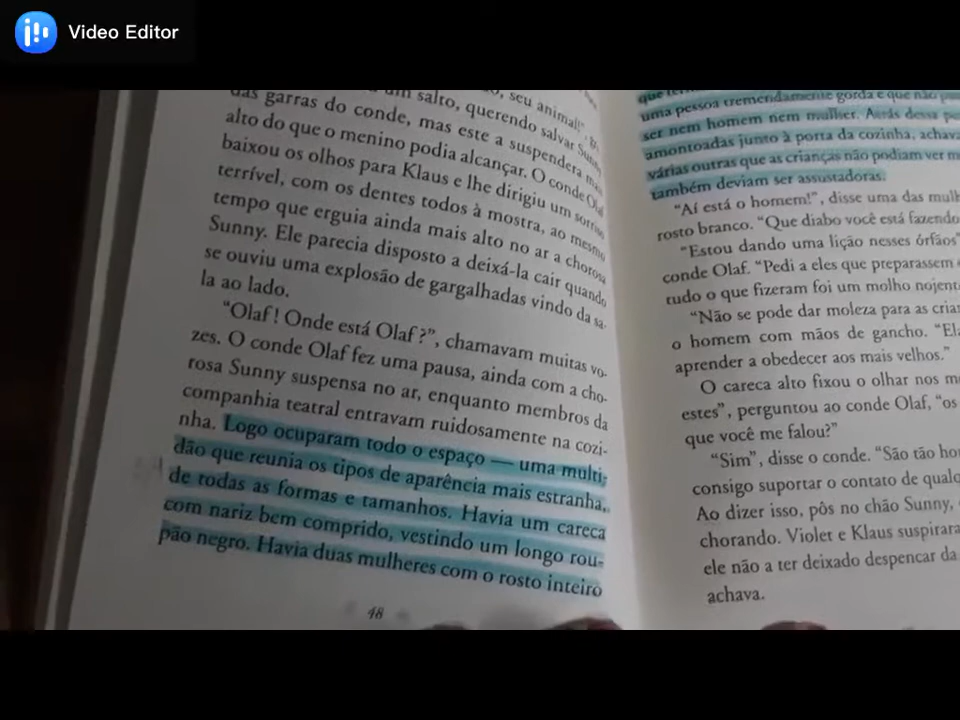 Video Editor
um salto, querendo salvar Sunny
das garras do conde, mas este a suspendera mais
alto do que o menino podia alcançar. O conde Olaf
baixou os olhos para Klaus e lhe dirigiu um sorriso
terrível, com os dentes todos à mostra, ao mesmo
tempo que erguia ainda mais alto no ar a chorosa
Sunny. Ele parecia disposto a deixá-la cair quando
se ouviu uma explosão de gargalhadas vindo da sa-
la ao lado.
“Olaf! Onde está Olaf?”, chamavam muitas vo-
zes. O conde Olaf fez uma pausa, ainda com a cho-
rosa Sunny suspensa no ar, enquanto membros da
companhia teatral entravam ruidosamente na cozi-
nha. Logo ocuparam todo o espaço — uma multi-
dão que reunia os tipos de aparência mais estranha,
de todas as formas e tamanhos. Havia um careca
com nariz bem comprido, vestindo um longo rou-
pão negro. Havia duas mulheres com o rosto inteiro
48
uma pessoa tremendamente gorda e que não
ser nem homem nem mulher. Atrás dessa
amontoadas junto à porta da cozinha,
várias outras que as crianças não podiam ver
também deviam ser assustadoras.
“Aí está o homem!”, disse uma das
rosto branco. “Que diabo você está fazendo
“Estou dando uma lição nesses órfãos”
conde Olaf. “Pedi a eles que preparassem
tudo o que fizeram foi um molho
“Não se pode dar moleza para as
o homem com mãos de gancho.
aprender a obedecer aos mais velhos.”
O careca alto fixou o olhar nos
estes”, perguntou ao conde Olaf, “os
que você me falou?”
“Sim”, disse o conde. “São tão
consigo suportar o contato de
Ao dizer isso, pôs no chão Sunny,
chorando. Violet e Klaus
ele não a ter deixado despencar da
achava.